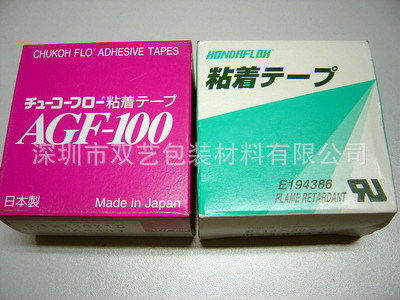 CHUKOH FLO® ADHESIVE TAPES
チューコーフロー®粘着テープ
AGF-100
日本製
Made in Japan
HONDAFLOH
粘着テープ
E194386
FLAME RETARDANT
深圳市双艺包装材料有限公司